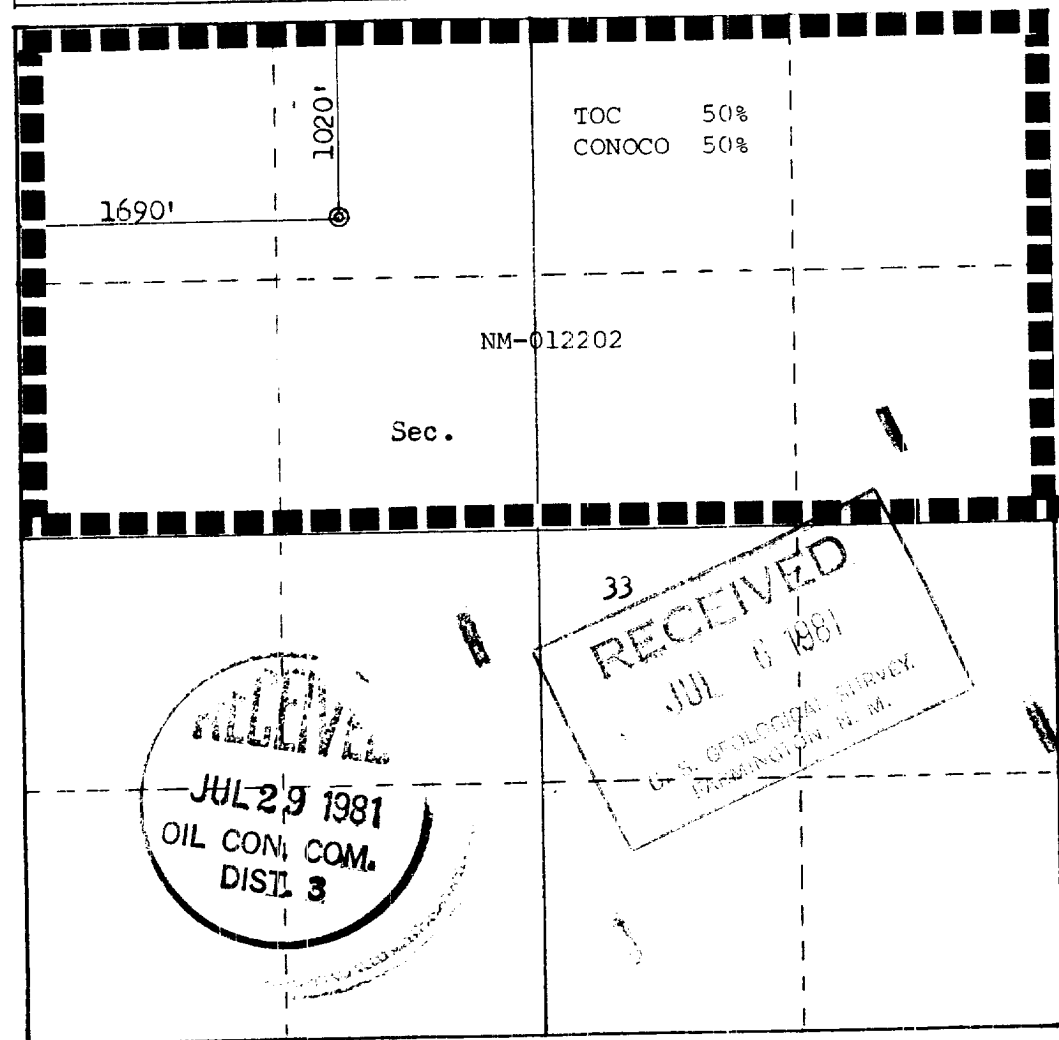 1020'
TOC 50%
CONOCO 50%
1690'
NM-012202
Sec.
33
RECEIVED
JUL 6 1981
U. S. GEOLOGICAL SURVEY.
FARMINGTON, N. M.
JUL 29 1981
OIL CON. COM.
DIST. 3